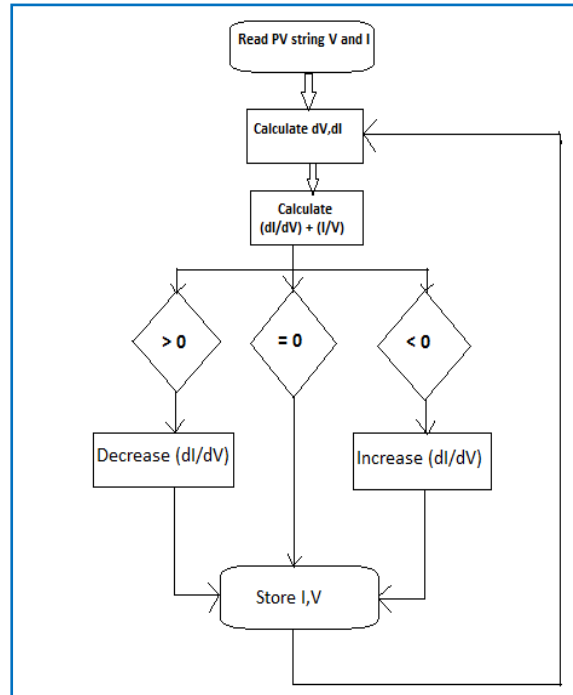 Read PV string V and I
Calculate dV,dI
Calculate
(dI/dV) + (I/V)
> 0
= 0
< 0
Decrease (dI/dV)
Increase (dI/dV)
Store I,V